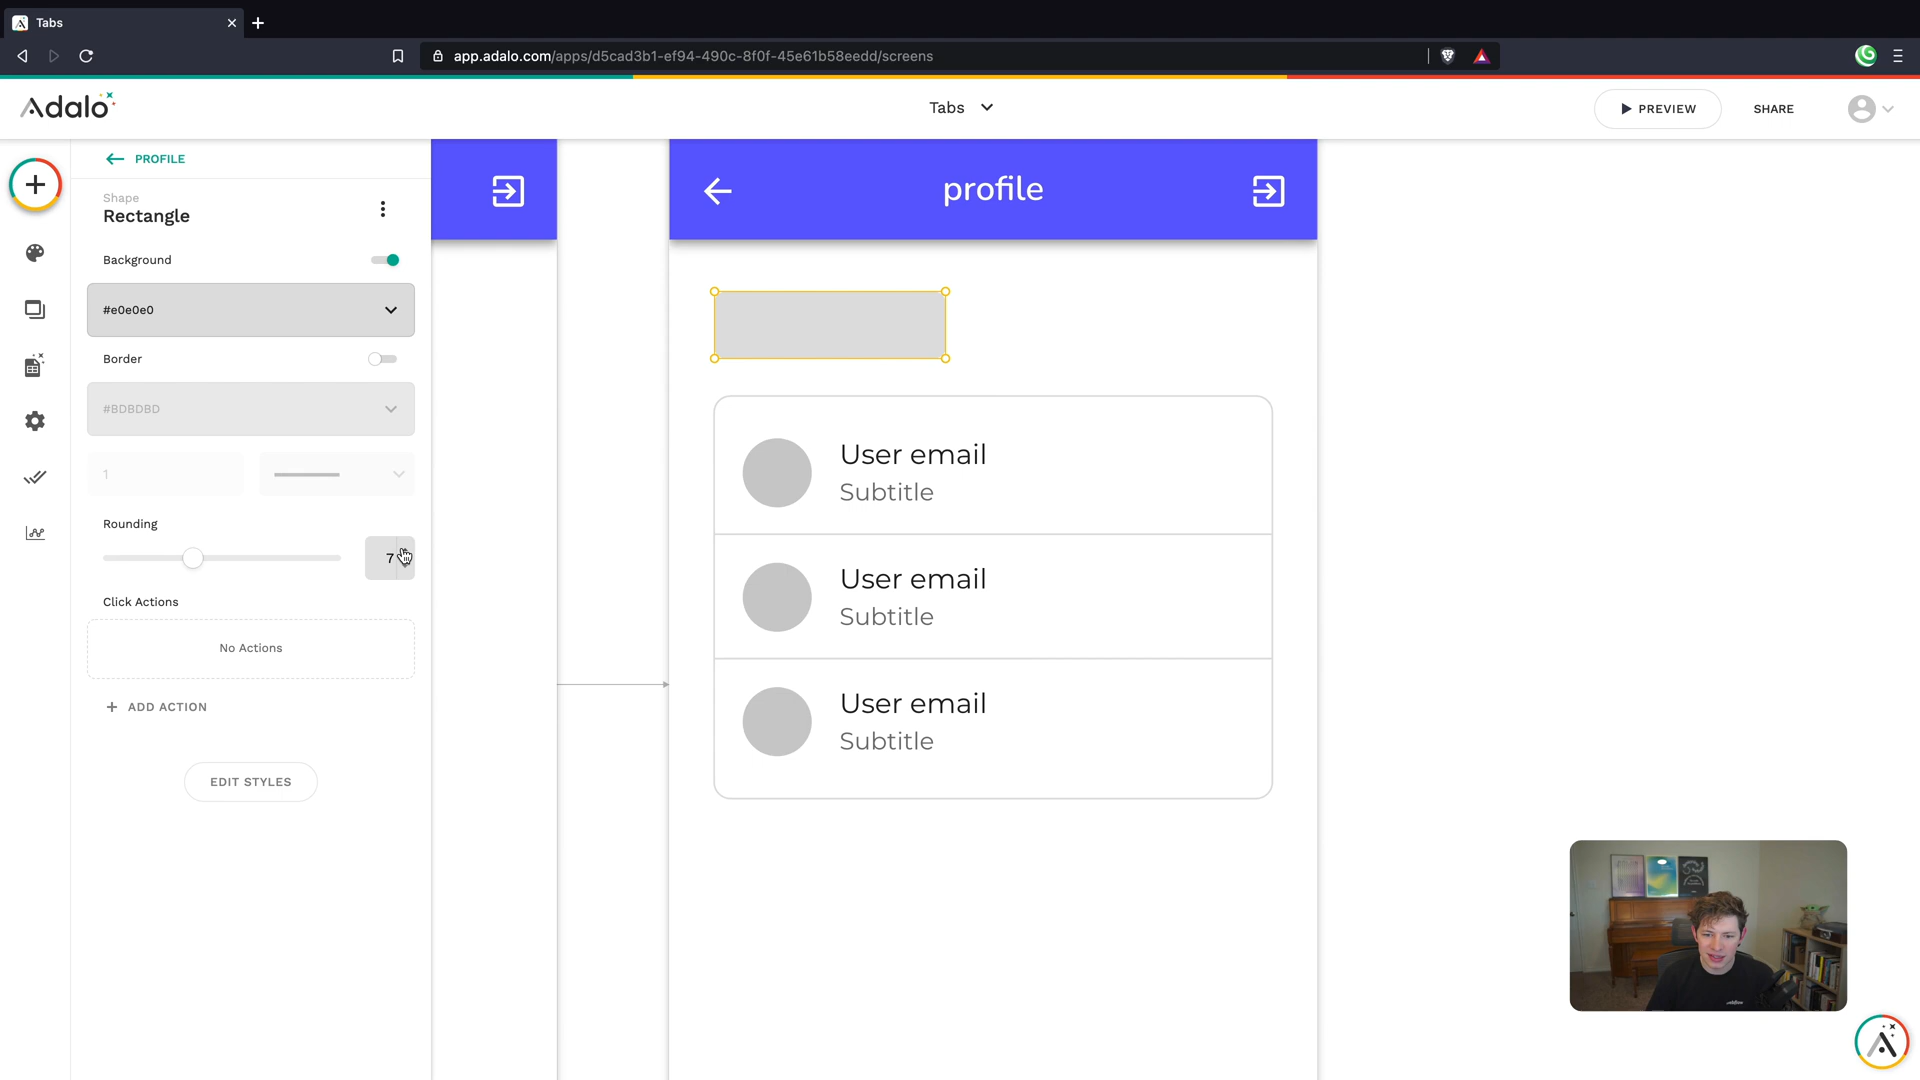 Tabs
app.adalo.com/apps/d5cad3b1-ef94-490c-8f0f-45e61b58eedd/screens
Adalo
Tabs
PREVIEW
SHARE
PROFILE
Shape
Rectangle
Background
#e0e0e0
Border
#BDBDBD
1
Rounding
7
Click Actions
No Actions
ADD ACTION
EDIT STYLES
profile
User email
Subtitle
User email
Subtitle
User email
Subtitle